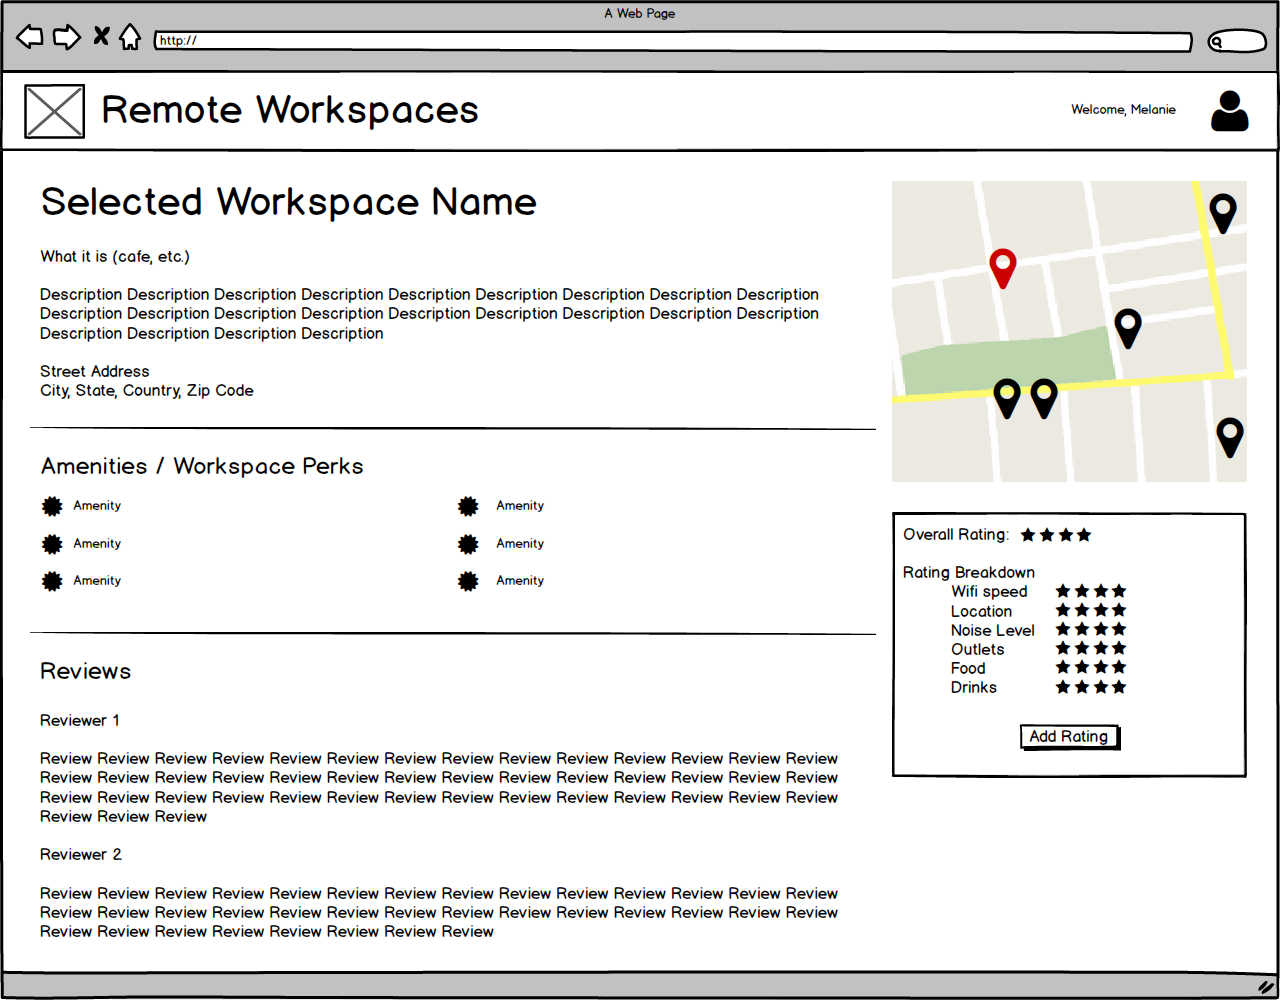 A Web Page
http://
Remote Workspaces
Welcome, Melanie
Selected Workspace Name
What it is (cafe, etc.)
Description Description Description Description Description Description Description Description Description
Description Description Description Description Description Description Description Description Description
Description Description Description Description
Street Address
City, State, Country, Zip Code
Amenities / Workspace Perks
Amenity
Amenity
Amenity
Amenity
Amenity
Amenity
Reviews
Reviewer 1
Review Review Review Review Review Review Review Review Review Review Review Review Review Review
Review Review Review Review Review Review Review Review Review Review Review Review Review Review
Review Review Review Review Review Review Review Review Review Review Review Review Review Review
Review Review Review
Reviewer 2
Review Review Review Review Review Review Review Review Review Review Review Review Review Review
Review Review Review Review Review Review Review Review Review Review Review Review Review Review
Review Review Review Review Review Review Review Review
Overall Rating:
Rating Breakdown
Wifi speed
Location
Noise Level
Outlets
Food
Drinks
Add Rating